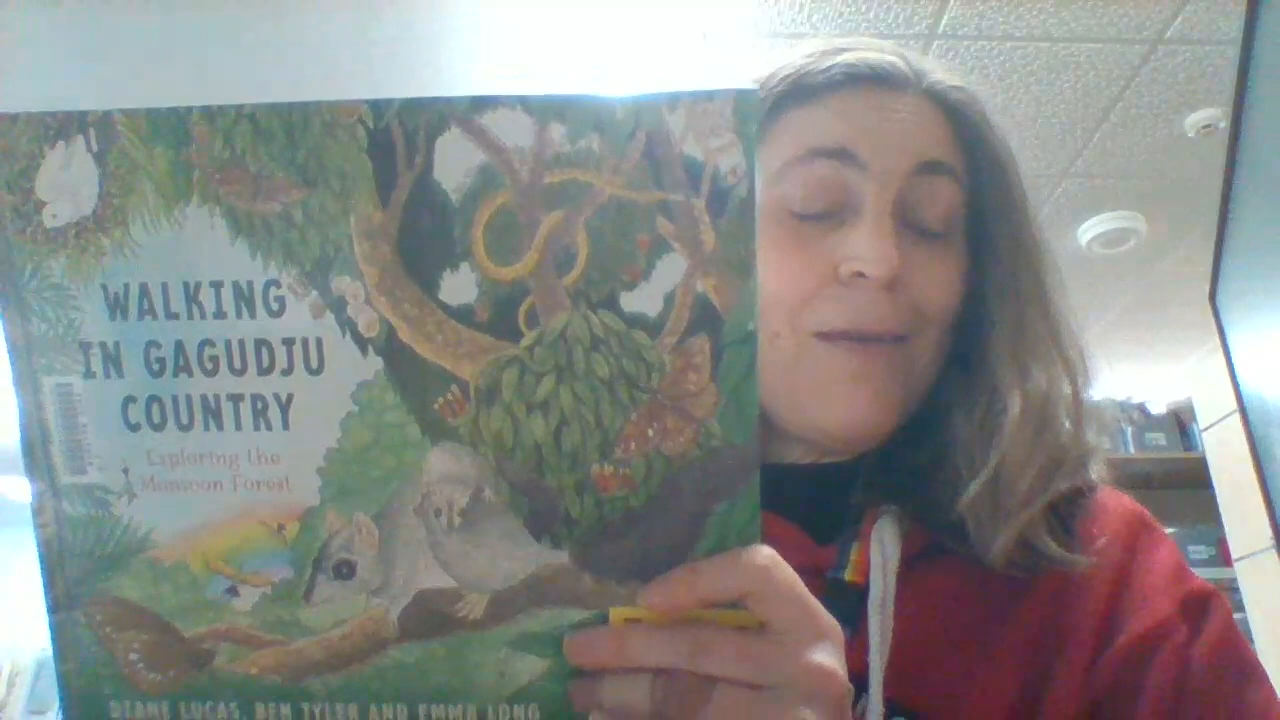 WALKING
IN GAGUDJU
COUNTRY
Exploring the
Monsoon Forest
DIANE LUCAS, BEN TYLER AND EMMA LONG